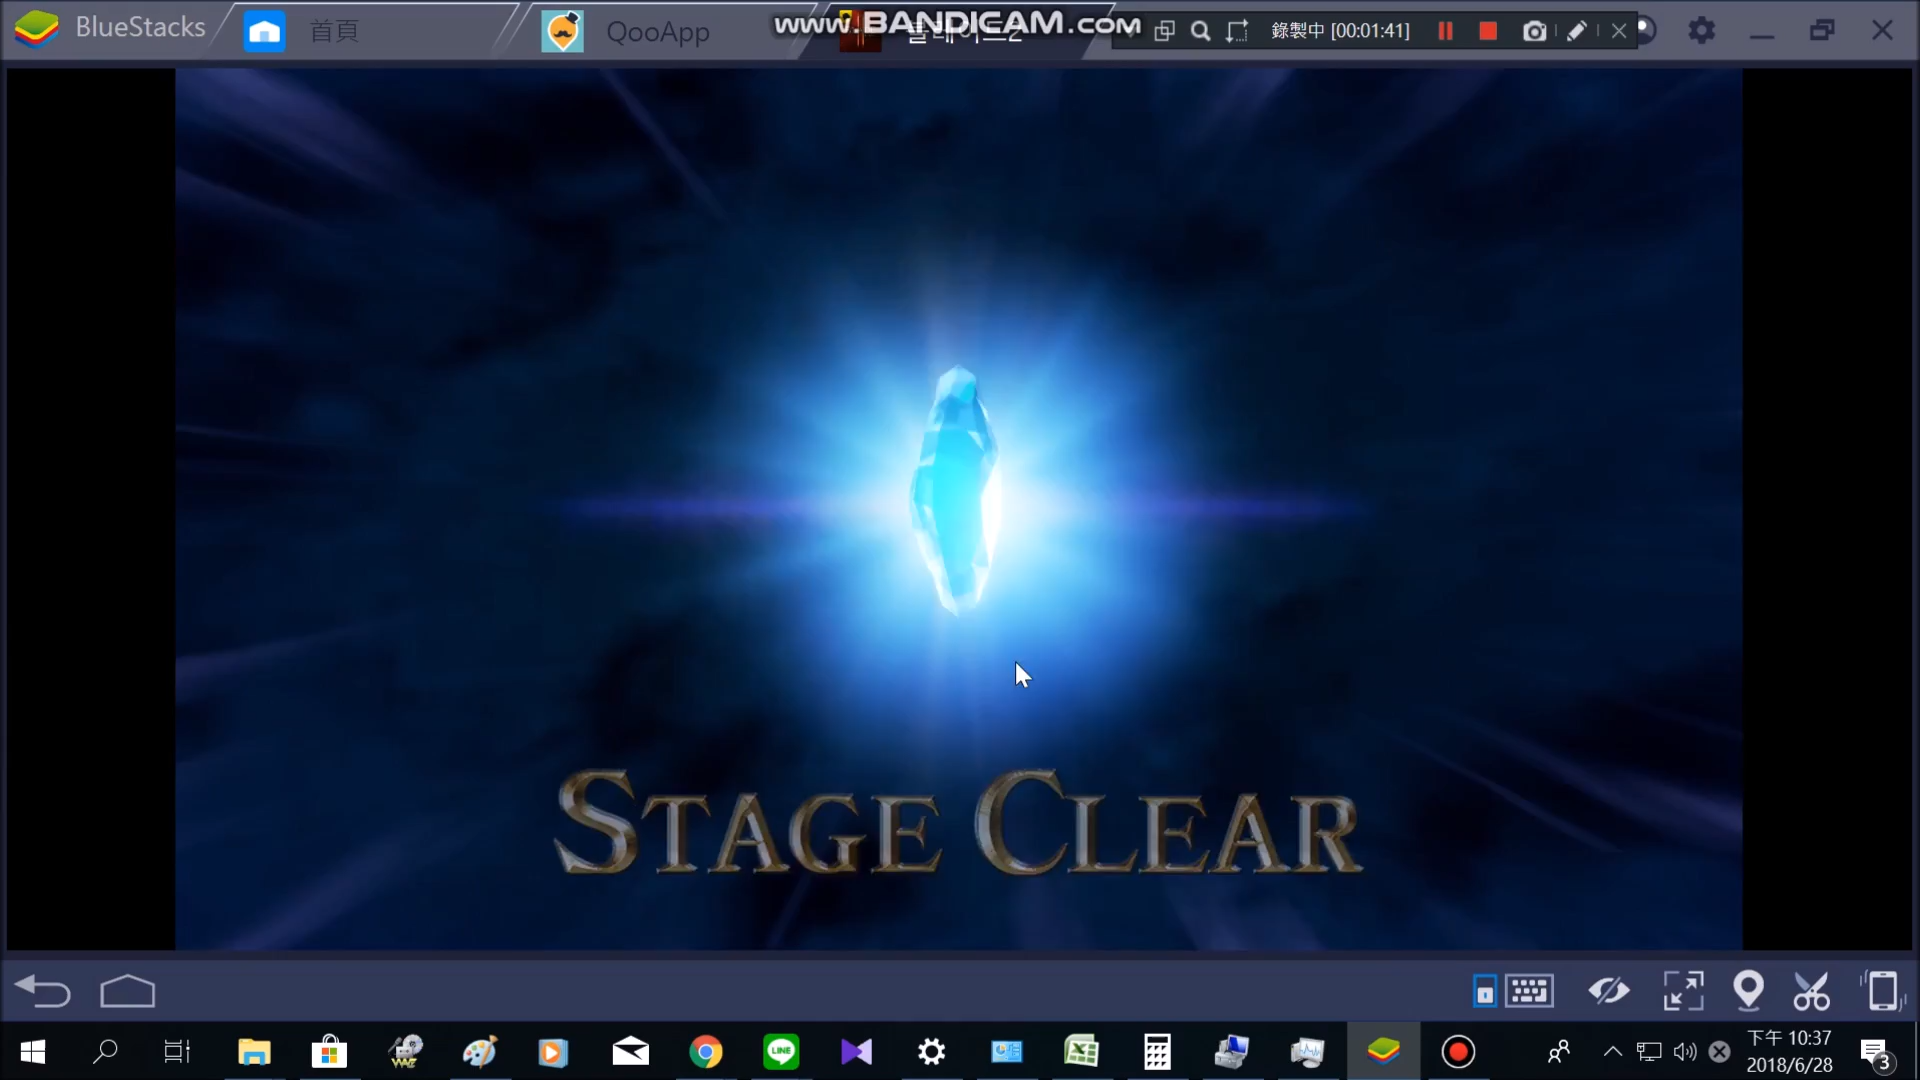 BlueStacks
首頁
QooApp
www.BANDICAM.com
錄製中 [00:01:41]
STAGE CLEAR
LINE
下午 10:37
2018/6/28
3